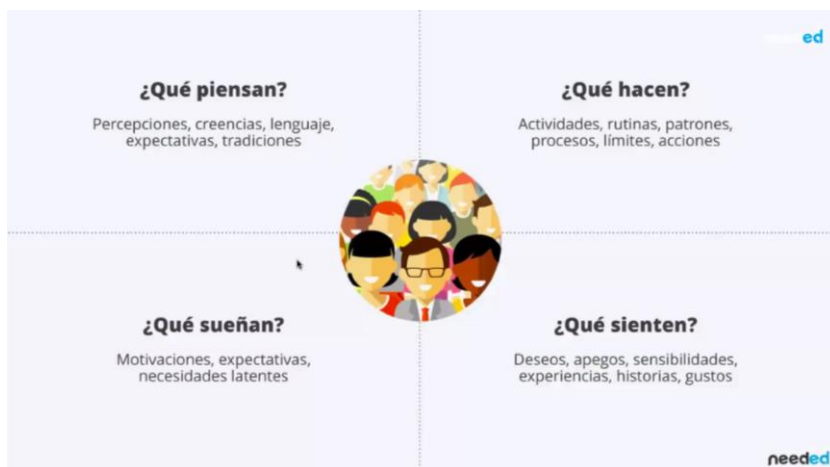 ed
¿Qué piensan?
Percepciones, creencias, lenguaje,
expectativas, tradiciones
¿Qué hacen?
Actividades, rutinas, patrones,
procesos, límites, acciones
¿Qué sueñan?
Motivaciones, expectativas,
necesidades latentes
¿Qué sienten?
Deseos, apegos, sensibilidades,
experiencias, historias, gustos
needed